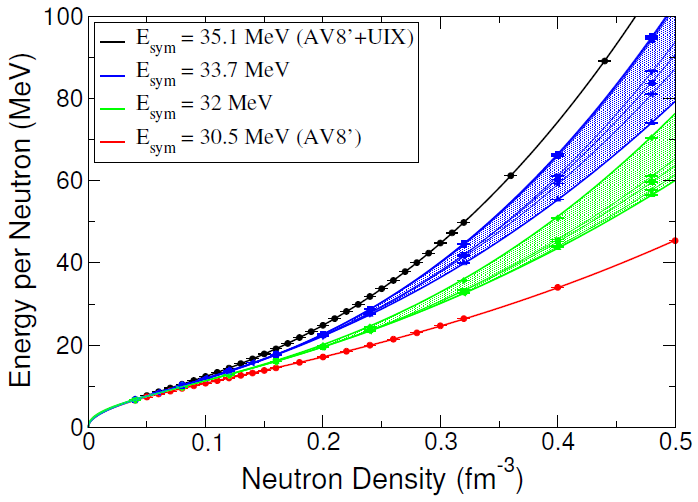 100
80
60
40
20
0
Energy per Neutron (MeV)
E_sym = 35.1 MeV (AV8'+UIX)
E_sym = 33.7 MeV
E_sym = 32 MeV
E_sym = 30.5 MeV (AV8')
0 0.1 0.2 0.3 0.4 0.5
Neutron Density (fm⁻³)